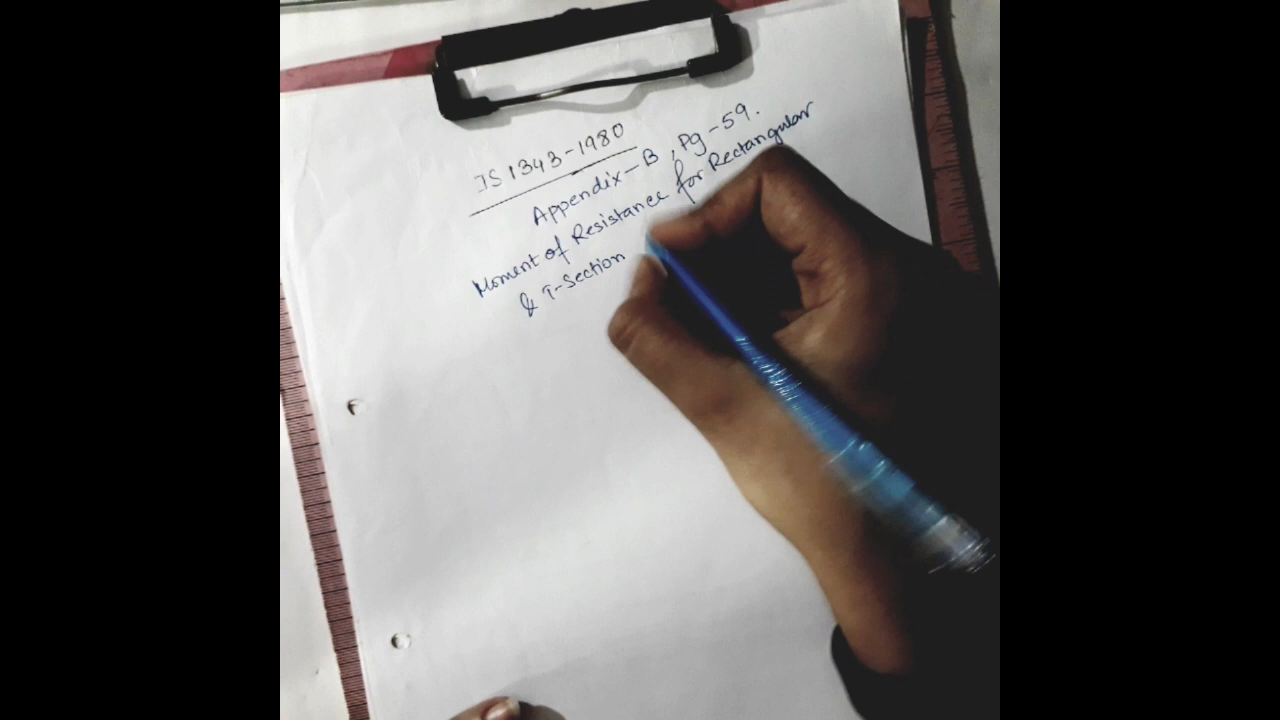 IS 1343-1980
Appendix-B, Pg-59.
Moment of Resistance for Rectangular
& T-Section